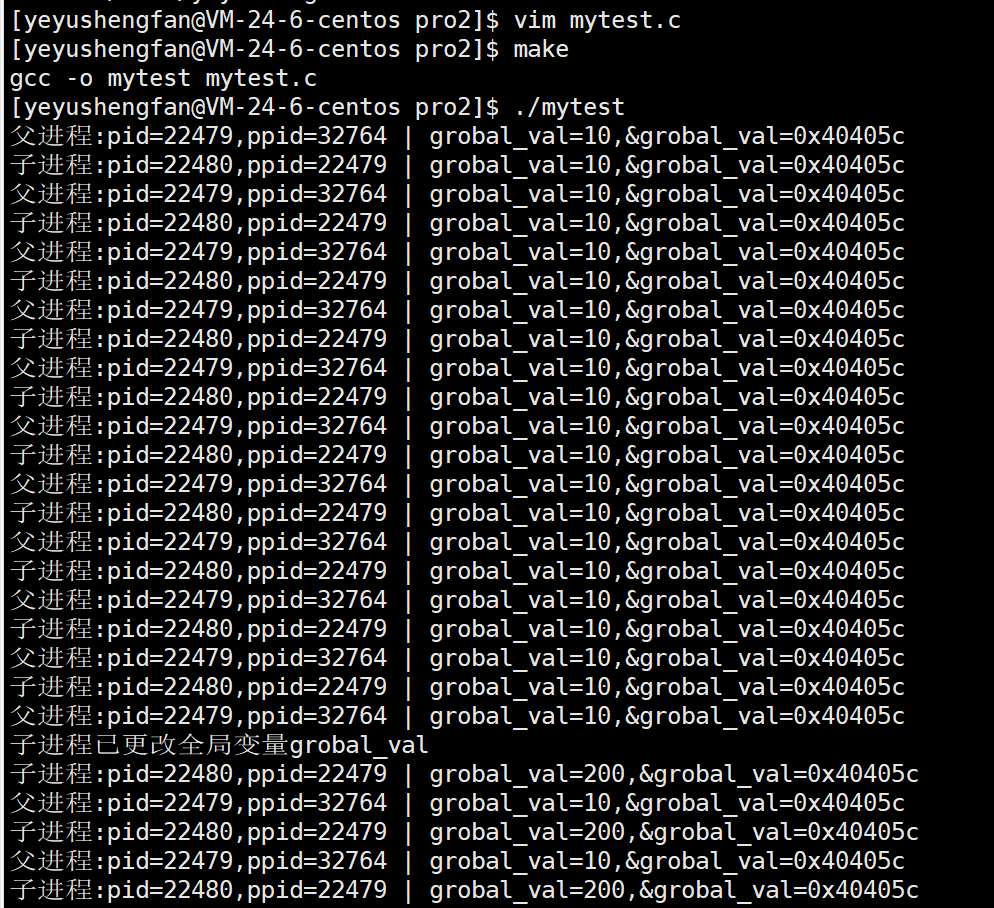 [yeyushengfan@VM-24-6-centos pro2]$ vim mytest.c
[yeyushengfan@VM-24-6-centos pro2]$ make
gcc -o mytest mytest.c
[yeyushengfan@VM-24-6-centos pro2]$ ./mytest
父进程:pid=22479,ppid=32764 | grobal_val=10,&grobal_val=0x40405c
子进程:pid=22480,ppid=22479 | grobal_val=10,&grobal_val=0x40405c
父进程:pid=22479,ppid=32764 | grobal_val=10,&grobal_val=0x40405c
子进程:pid=22480,ppid=22479 | grobal_val=10,&grobal_val=0x40405c
父进程:pid=22479,ppid=32764 | grobal_val=10,&grobal_val=0x40405c
子进程:pid=22480,ppid=22479 | grobal_val=10,&grobal_val=0x40405c
父进程:pid=22479,ppid=32764 | grobal_val=10,&grobal_val=0x40405c
子进程:pid=22480,ppid=22479 | grobal_val=10,&grobal_val=0x40405c
父进程:pid=22479,ppid=32764 | grobal_val=10,&grobal_val=0x40405c
子进程:pid=22480,ppid=22479 | grobal_val=10,&grobal_val=0x40405c
父进程:pid=22479,ppid=32764 | grobal_val=10,&grobal_val=0x40405c
子进程:pid=22480,ppid=22479 | grobal_val=10,&grobal_val=0x40405c
父进程:pid=22479,ppid=32764 | grobal_val=10,&grobal_val=0x40405c
子进程:pid=22480,ppid=22479 | grobal_val=10,&grobal_val=0x40405c
父进程:pid=22479,ppid=32764 | grobal_val=10,&grobal_val=0x40405c
子进程:pid=22480,ppid=22479 | grobal_val=10,&grobal_val=0x40405c
父进程:pid=22479,ppid=32764 | grobal_val=10,&grobal_val=0x40405c
子进程:pid=22480,ppid=22479 | grobal_val=10,&grobal_val=0x40405c
父进程:pid=22479,ppid=32764 | grobal_val=10,&grobal_val=0x40405c
子进程:pid=22480,ppid=22479 | grobal_val=10,&grobal_val=0x40405c
父进程:pid=22479,ppid=32764 | grobal_val=10,&grobal_val=0x40405c
子进程已更改全局变量grobal_val
子进程:pid=22480,ppid=22479 | grobal_val=200,&grobal_val=0x40405c
父进程:pid=22479,ppid=32764 | grobal_val=10,&grobal_val=0x40405c
子进程:pid=22480,ppid=22479 | grobal_val=200,&grobal_val=0x40405c
父进程:pid=22479,ppid=32764 | grobal_val=10,&grobal_val=0x40405c
子进程:pid=22480,ppid=22479 | grobal_val=200,&grobal_val=0x40405c